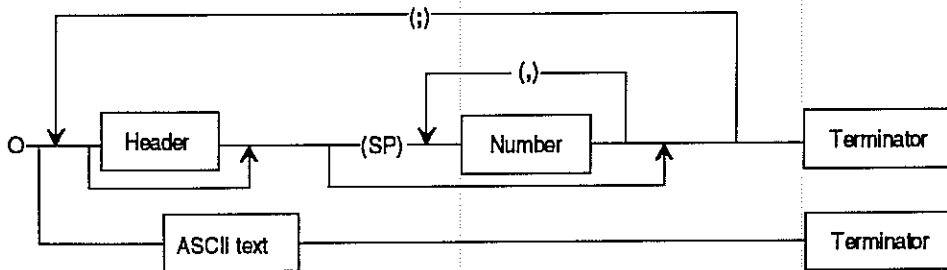 (;)
(,)
O Header (SP) Number Terminator
ASCII text Terminator